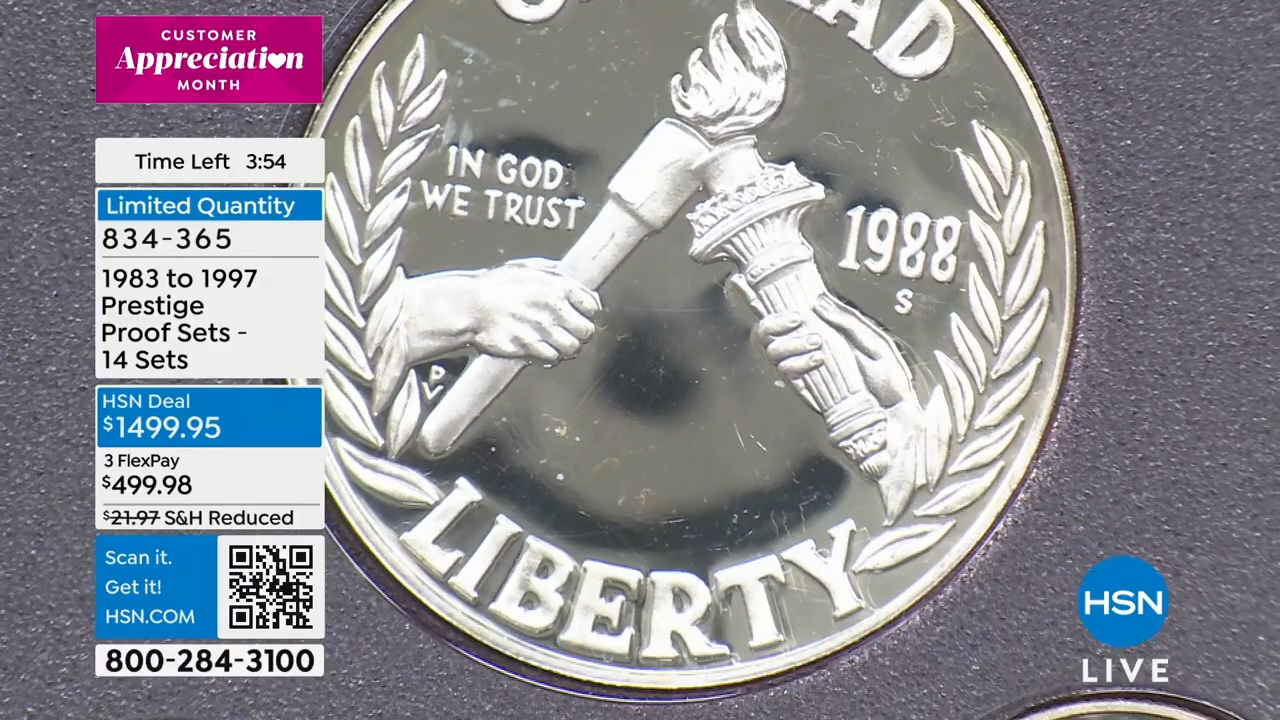 CUSTOMER
Appreciation
MONTH
Time Left 3:54
Limited Quantity
834-365
1983 to 1997
Prestige
Proof Sets -
14 Sets
HSN Deal
$1499.95
3 FlexPay
$499.98
$21.97 S&H Reduced
Scan it.
Get it!
HSN.COM
800-284-3100
IN GOD
WE TRUST
1988
S
DV
LIBERTY
HSN
LIVE